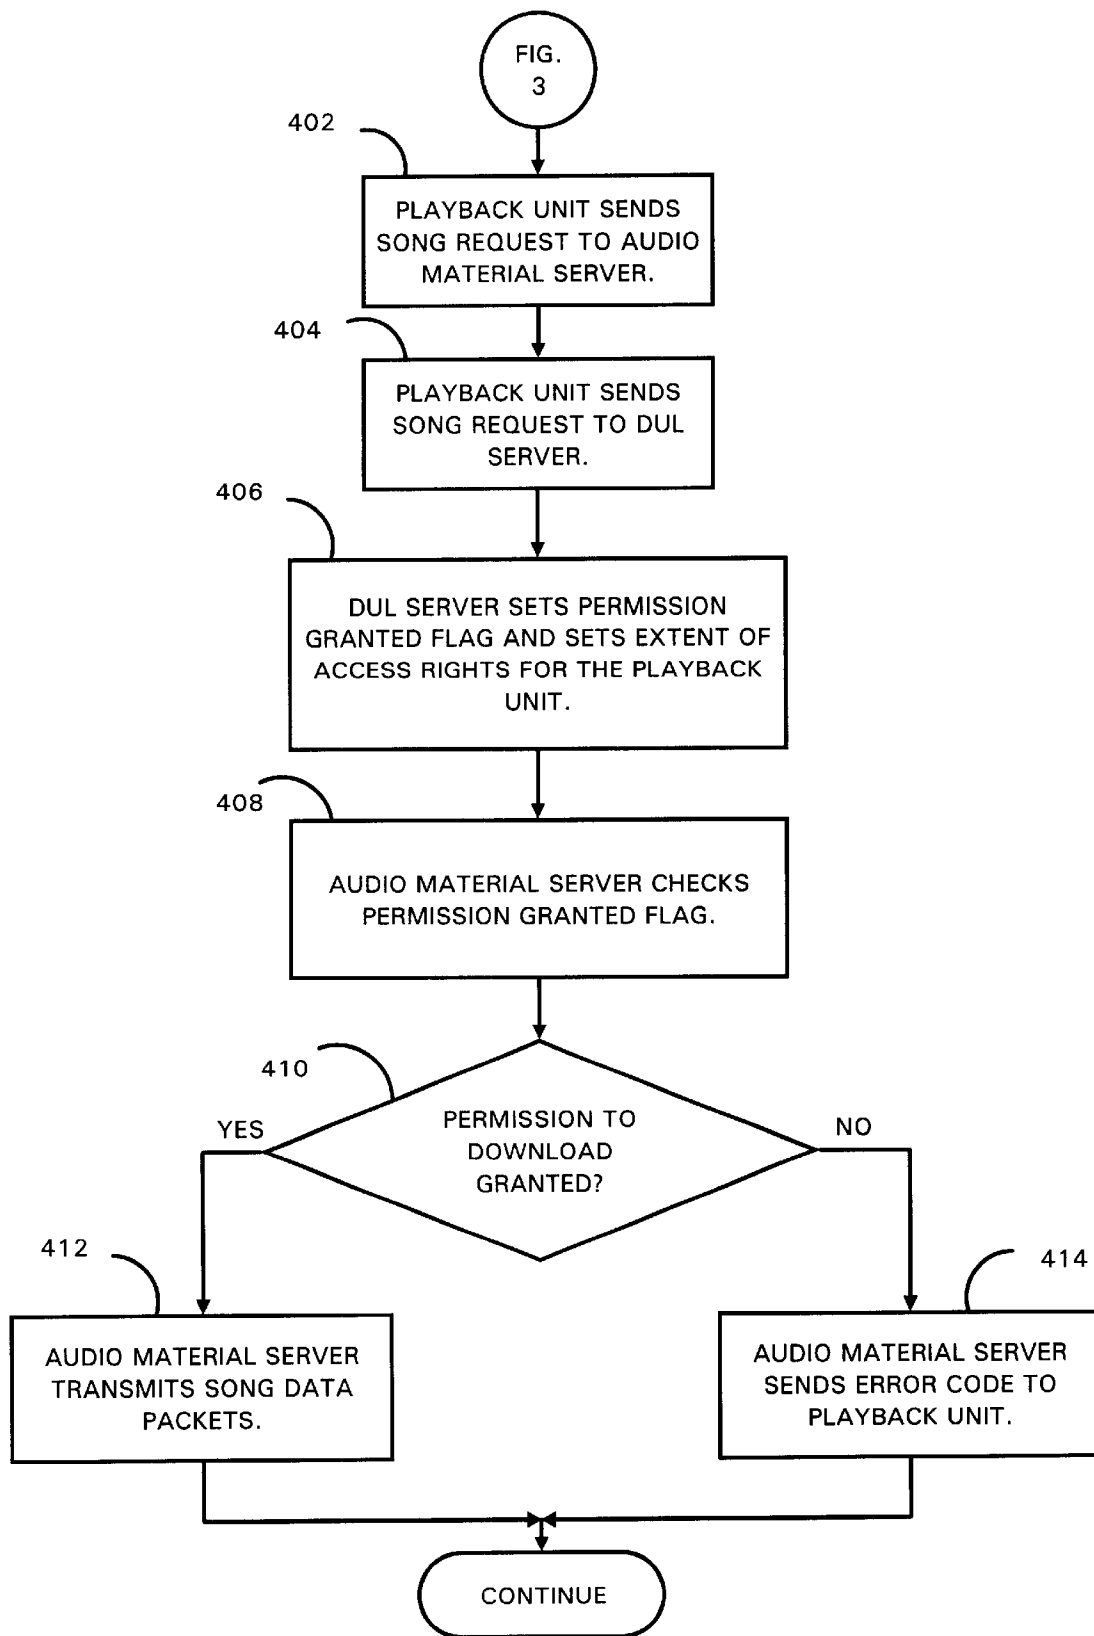 FIG.
3
402
PLAYBACK UNIT SENDS
SONG REQUEST TO AUDIO
MATERIAL SERVER.
404
PLAYBACK UNIT SENDS
SONG REQUEST TO DUL
SERVER.
406
DUL SERVER SETS PERMISSION
GRANTED FLAG AND SETS EXTENT OF
ACCESS RIGHTS FOR THE PLAYBACK
UNIT.
408
AUDIO MATERIAL SERVER CHECKS
PERMISSION GRANTED FLAG.
410
PERMISSION TO
DOWNLOAD
GRANTED?
YES
NO
412
AUDIO MATERIAL SERVER
TRANSMITS SONG DATA
PACKETS.
414
AUDIO MATERIAL SERVER
SENDS ERROR CODE TO
PLAYBACK UNIT.
CONTINUE